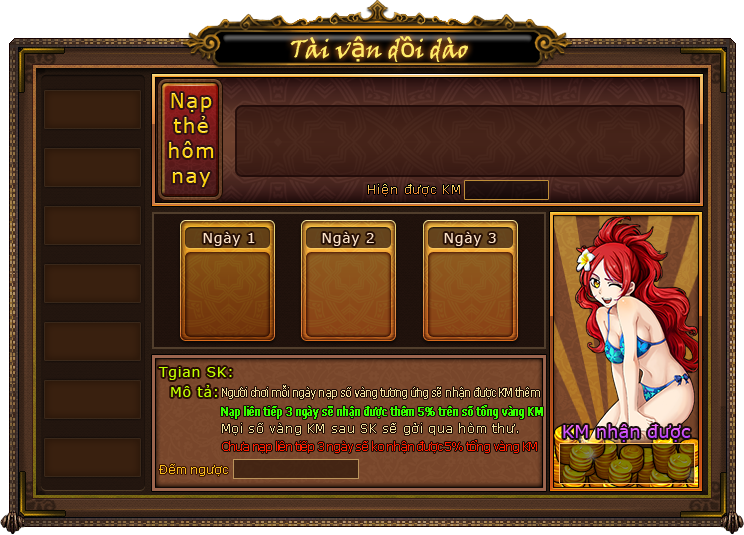 Tài vận dồi dào
Nạp
thẻ
hôm
nay
Hiện được KM
Ngày 1
Ngày 2
Ngày 3
Tgian SK:
Mô tả: Người chơi mỗi ngày nạp số vàng tương ứng sẽ nhận được KM thêm
Nạp liên tiếp 3 ngày sẽ nhận được thêm 5% trên số tổng vàng KM
Mọi số vàng KM sau SK sẽ gởi qua hòm thư.
Chưa nạp liên tiếp 3 ngày sẽ ko nhận được 5% tổng vàng KM
Đếm ngược
KM nhận được